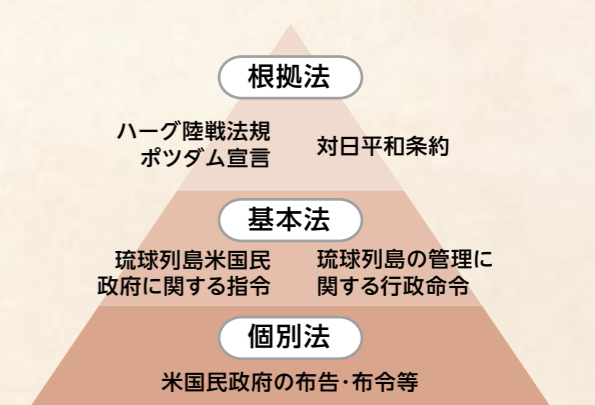 根拠法
ハーグ陸戦法規
ポツダム宣言
対日平和条約
基本法
琉球列島米国民
政府に関する指令
琉球列島の管理に
関する行政命令
個別法
米国民政府の布告・布令等